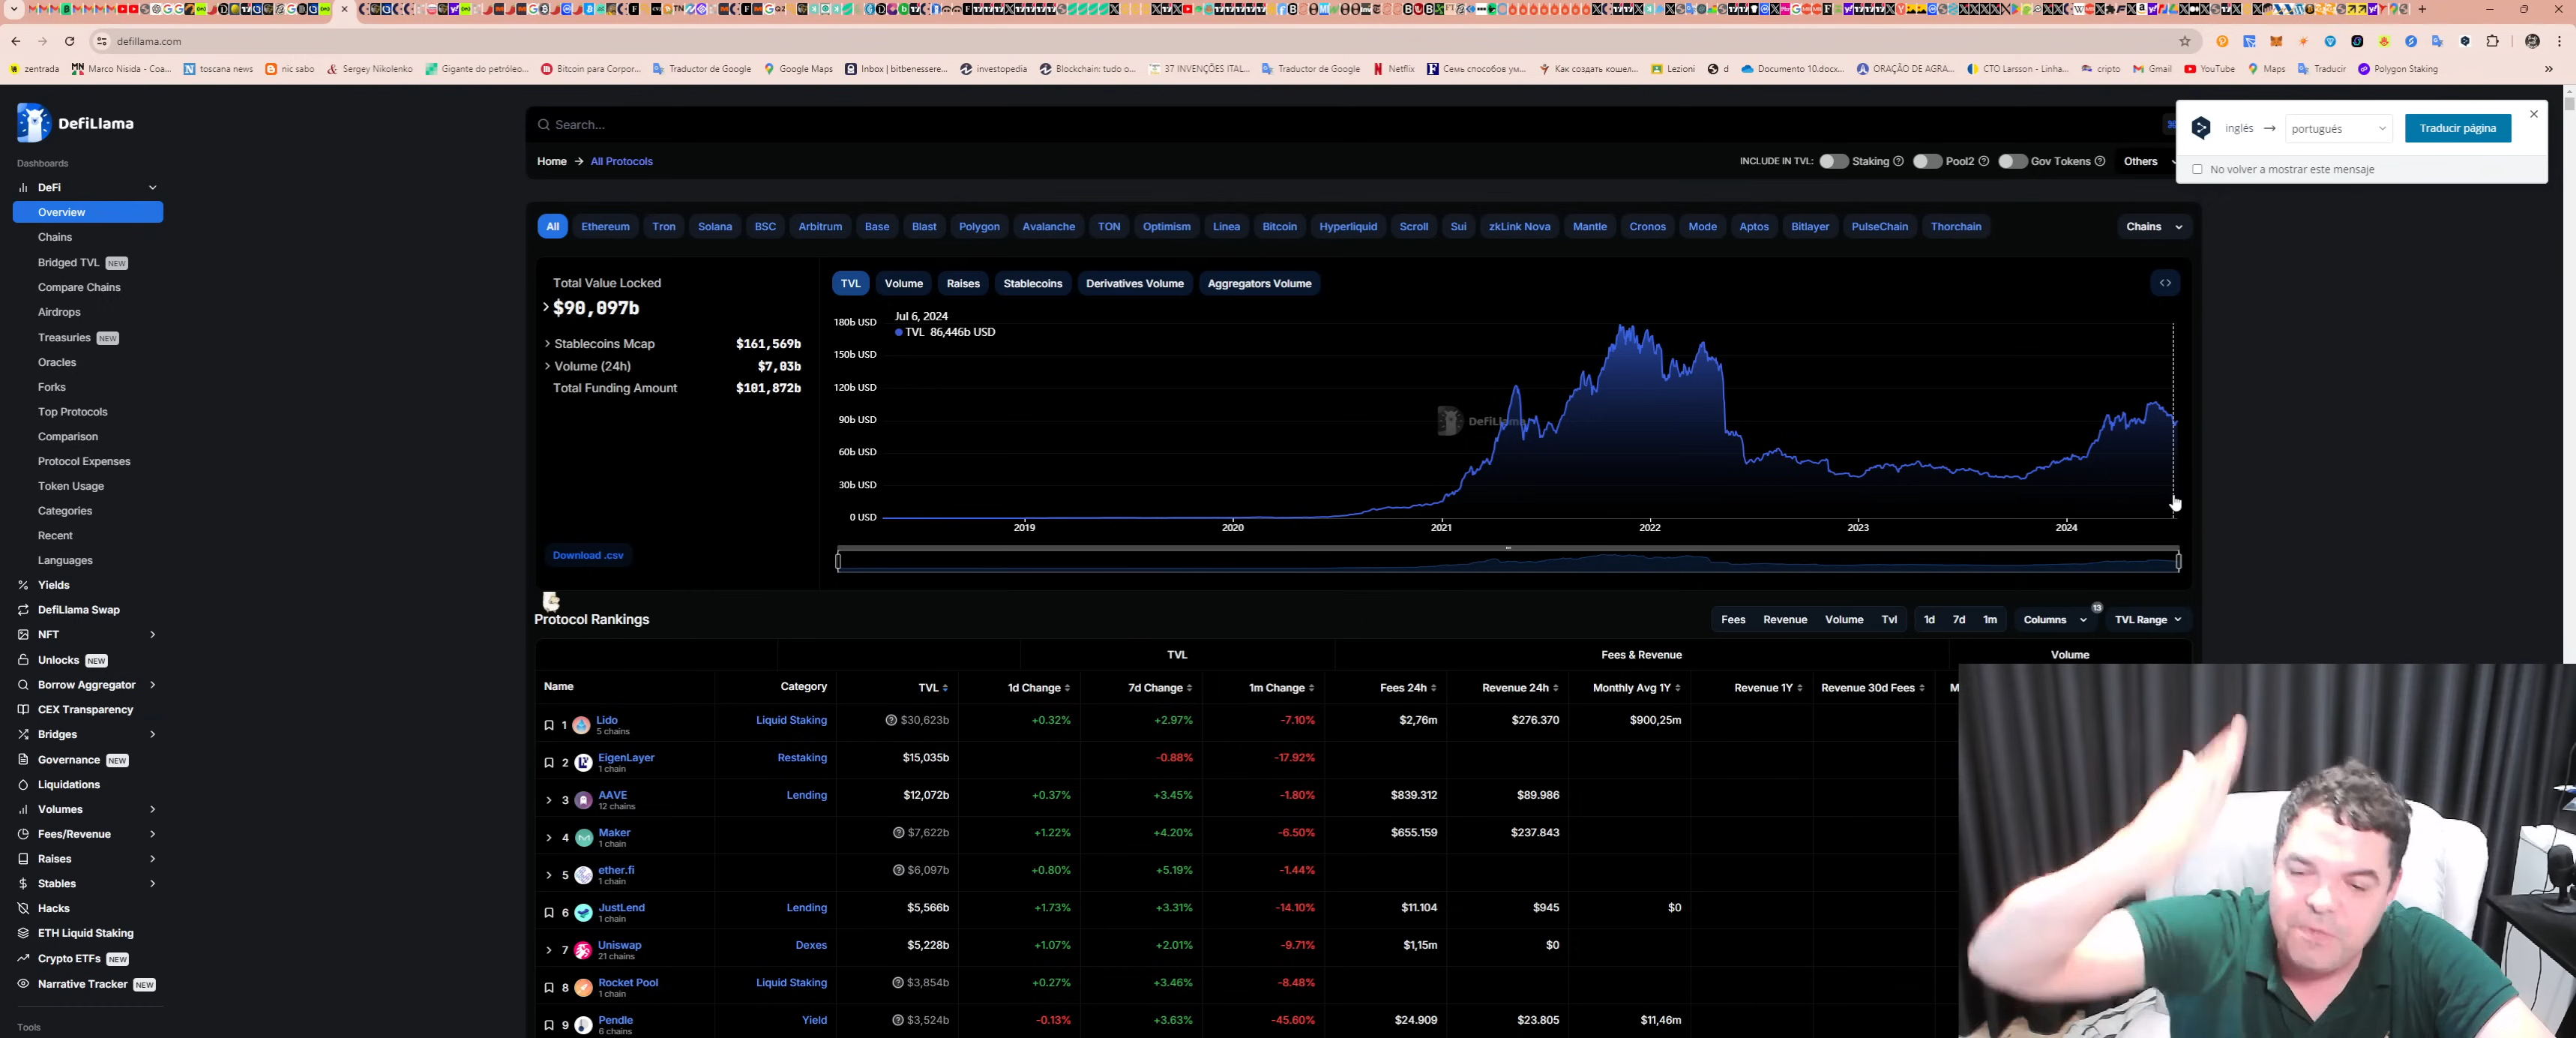 defillama.com
zentrada
Marco Nisida - Coa...
toscana news
nic sabo
Sergey Nikolenko
Gigante do petróleo...
Bitcoin para Corpor...
Traductor de Google
Google Maps
Inbox | bitbenessere...
investopedia
Blockchain: tudo o...
37 INVENÇÕES ITAL...
Traductor de Google
Netflix
Семь способов ум...
Как создать кошел...
Lezioni
d
Documento 10.docx...
ORAÇÃO DE AGRA...
CTO Larsson - Linha...
cripto
Gmail
YouTube
Maps
Traducir
Polygon Staking
DefiLlama
Search...
inglés → portugués
Traducir página
No volver a mostrar este mensaje
Home → All Protocols
INCLUDE IN TVL: Staking Pool2 Gov Tokens Others
Dashboards
DeFi
Overview
Chains
Bridged TVL NEW
Compare Chains
Airdrops
Treasuries NEW
Oracles
Forks
Top Protocols
Comparison
Protocol Expenses
Token Usage
Categories
Recent
Languages
Yields
DefiLlama Swap
NFT
Unlocks NEW
Borrow Aggregator
CEX Transparency
Bridges
Governance NEW
Liquidations
Volumes
Fees/Revenue
Raises
Stables
Hacks
ETH Liquid Staking
Crypto ETFs NEW
Narrative Tracker NEW
Tools
All Ethereum Tron Solana BSC Arbitrum Base Blast Polygon Avalanche TON Optimism Linea Bitcoin Hyperliquid Scroll Sui zkLink Nova Mantle Cronos Mode Aptos Bitlayer PulseChain Thorchain Chains
Total Value Locked
$90,097b
Stablecoins Mcap $161,569b
Volume (24h) $7,03b
Total Funding Amount $101,872b
Download .csv
TVL Volume Raises Stablecoins Derivatives Volume Aggregators Volume
Jul 6, 2024
TVL 86,446b USD
180b USD
150b USD
120b USD
90b USD
60b USD
30b USD
0 USD
DefiLlama
2019 2020 2021 2022 2023 2024
Protocol Rankings
Fees Revenue Volume Tvl 1d 7d 1m Columns 13 TVL Range
TVL Fees & Revenue Volume
Name Category TVL 1d Change 7d Change 1m Change Fees 24h Revenue 24h Monthly Avg 1Y Revenue 1Y Revenue 30d Fees M
1 Lido Liquid Staking $30,623b +0.32% +2.97% -7.10% $2,76m $276.370 $900,25m
5 chains
2 EigenLayer Restaking $15,035b -0.88% -17.92%
1 chain
3 AAVE Lending $12,072b +0.37% +3.45% -1.80% $839.312 $89.986
12 chains
4 Maker $7,622b +1.22% +4.20% -6.50% $655.159 $237.843
1 chain
5 ether.fi $6,097b +0.80% +5.19% -1.44%
1 chain
6 JustLend Lending $5,566b +1.73% +3.31% -14.10% $11.104 $945 $0
1 chain
7 Uniswap Dexes $5,228b +1.07% +2.01% -9.71% $1,15m $0
21 chains
8 Rocket Pool Liquid Staking $3,854b +0.27% +3.46% -8.48%
1 chain
9 Pendle Yield $3,524b -0.13% +3.63% -45.60% $24.909 $23.805 $11,46m
6 chains